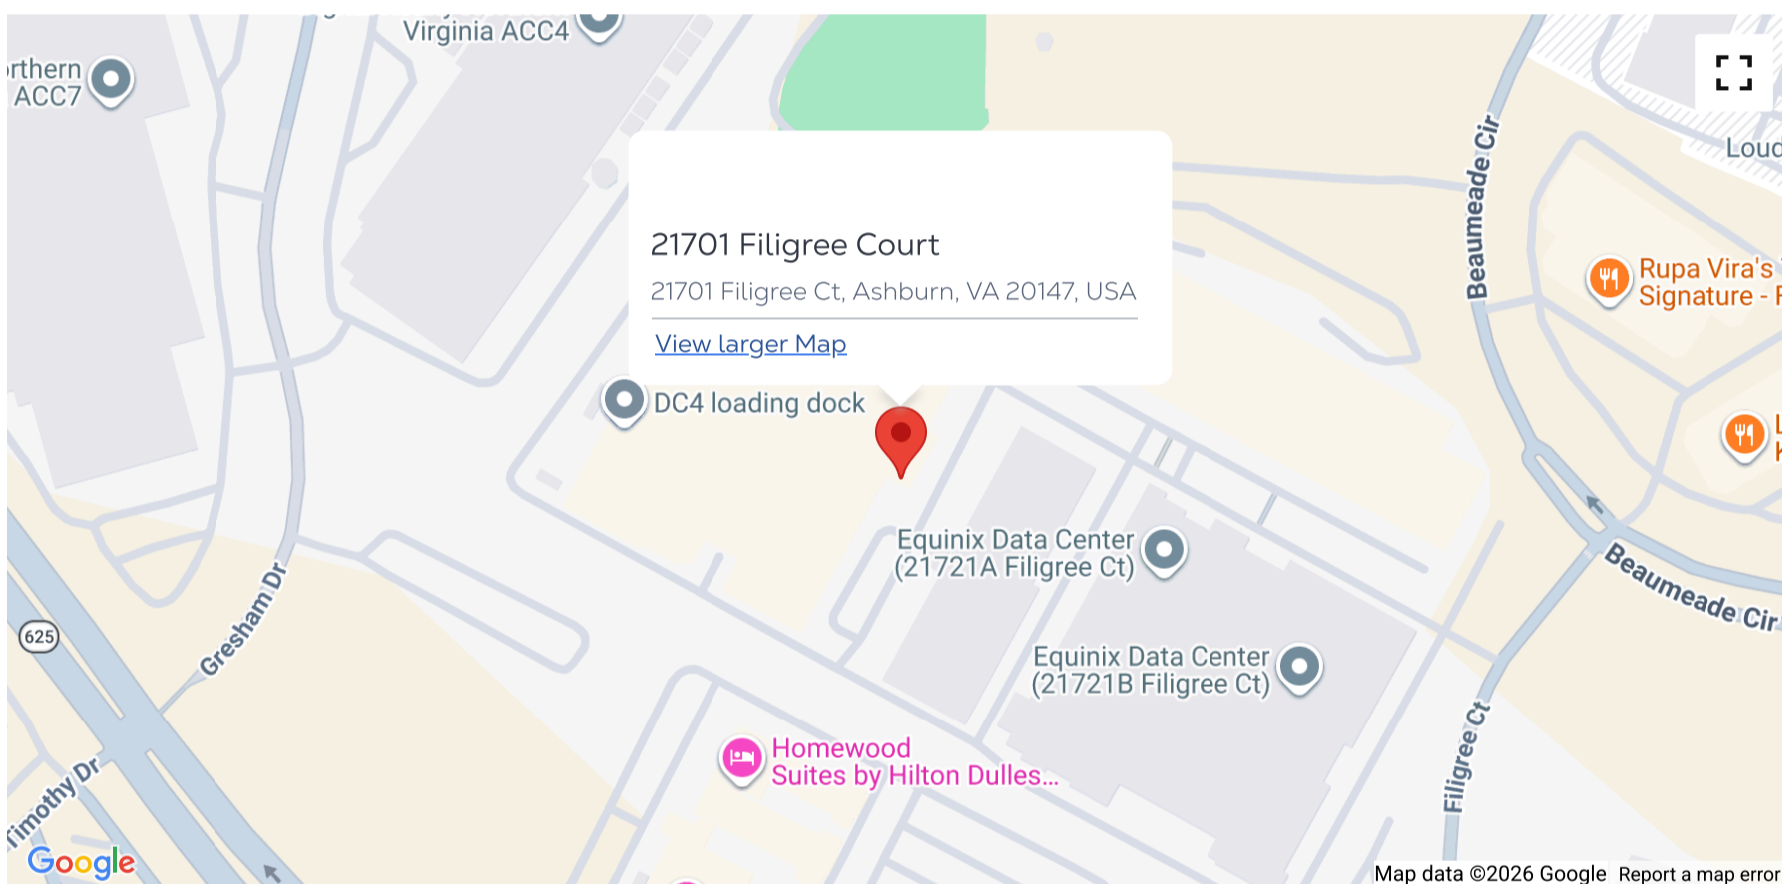 Virginia ACC4
rthern
ACC7
Beaumeade Cir
Loud
21701 Filigree Court
21701 Filigree Ct, Ashburn, VA 20147, USA
View larger Map
Rupa Vira's
Signature - F
DC4 loading dock
Equinix Data Center
(21721A Filigree Ct)
Beaumeade Cir
Gresham Dr
625
Equinix Data Center
(21721B Filigree Ct)
Filigree Ct
Homewood
Suites by Hilton Dulles...
Timothy Dr
Google
Map data ©2026 Google
Report a map error